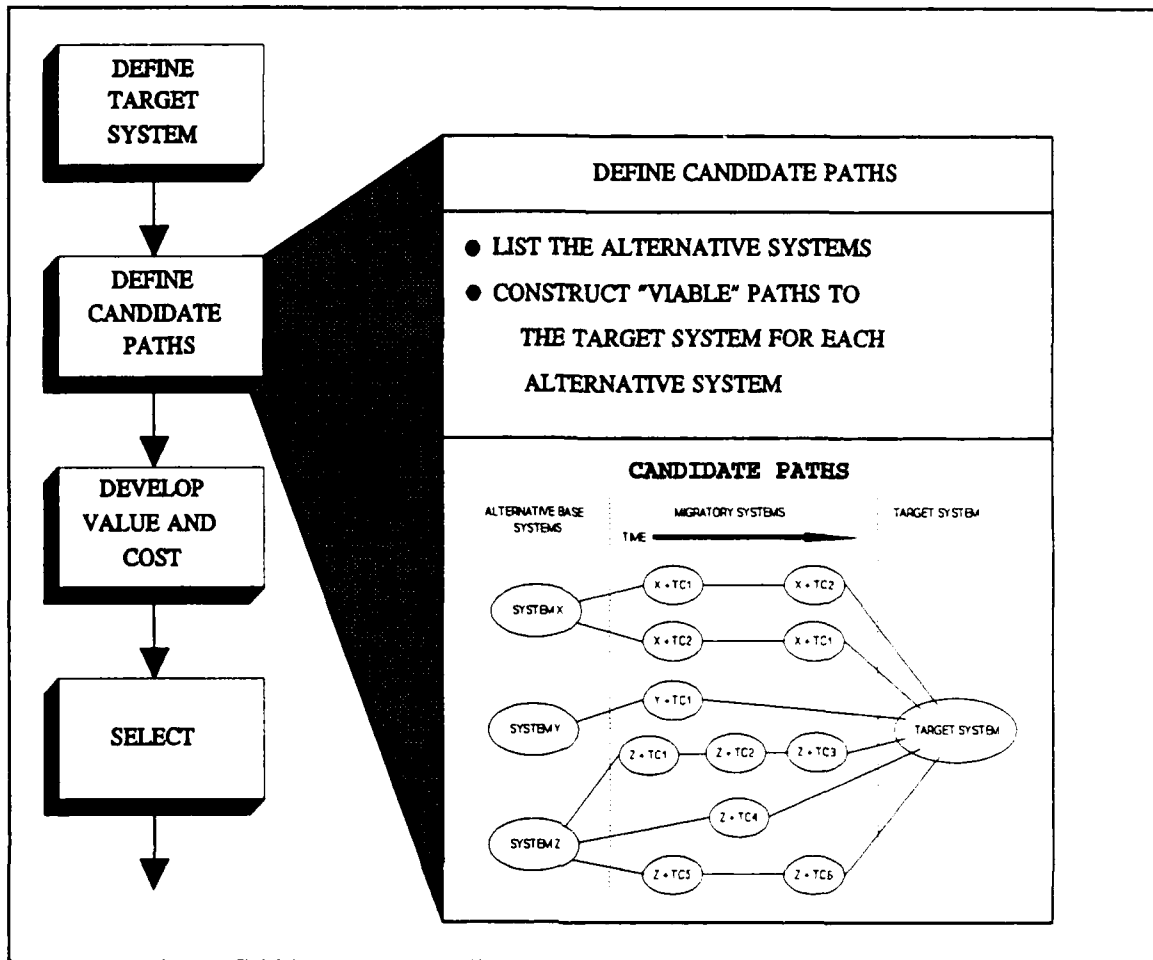 DEFINE
TARGET
SYSTEM
DEFINE
CANDIDATE
PATHS
DEVELOP
VALUE AND
COST
SELECT
DEFINE CANDIDATE PATHS
● LIST THE ALTERNATIVE SYSTEMS
● CONSTRUCT "VIABLE" PATHS TO
THE TARGET SYSTEM FOR EACH
ALTERNATIVE SYSTEM
CANDIDATE PATHS
ALTERNATIVE BASE
SYSTEMS
MIGRATORY SYSTEMS
TARGET SYSTEM
TIME
X + TC1
X + TC2
SYSTEM X
X + TC2
X + TC1
Y + TC1
SYSTEM Y
TARGET SYSTEM
Z + TC1
Z + TC2
Z + TC3
Z + TC4
SYSTEM Z
Z + TC5
Z + TC6